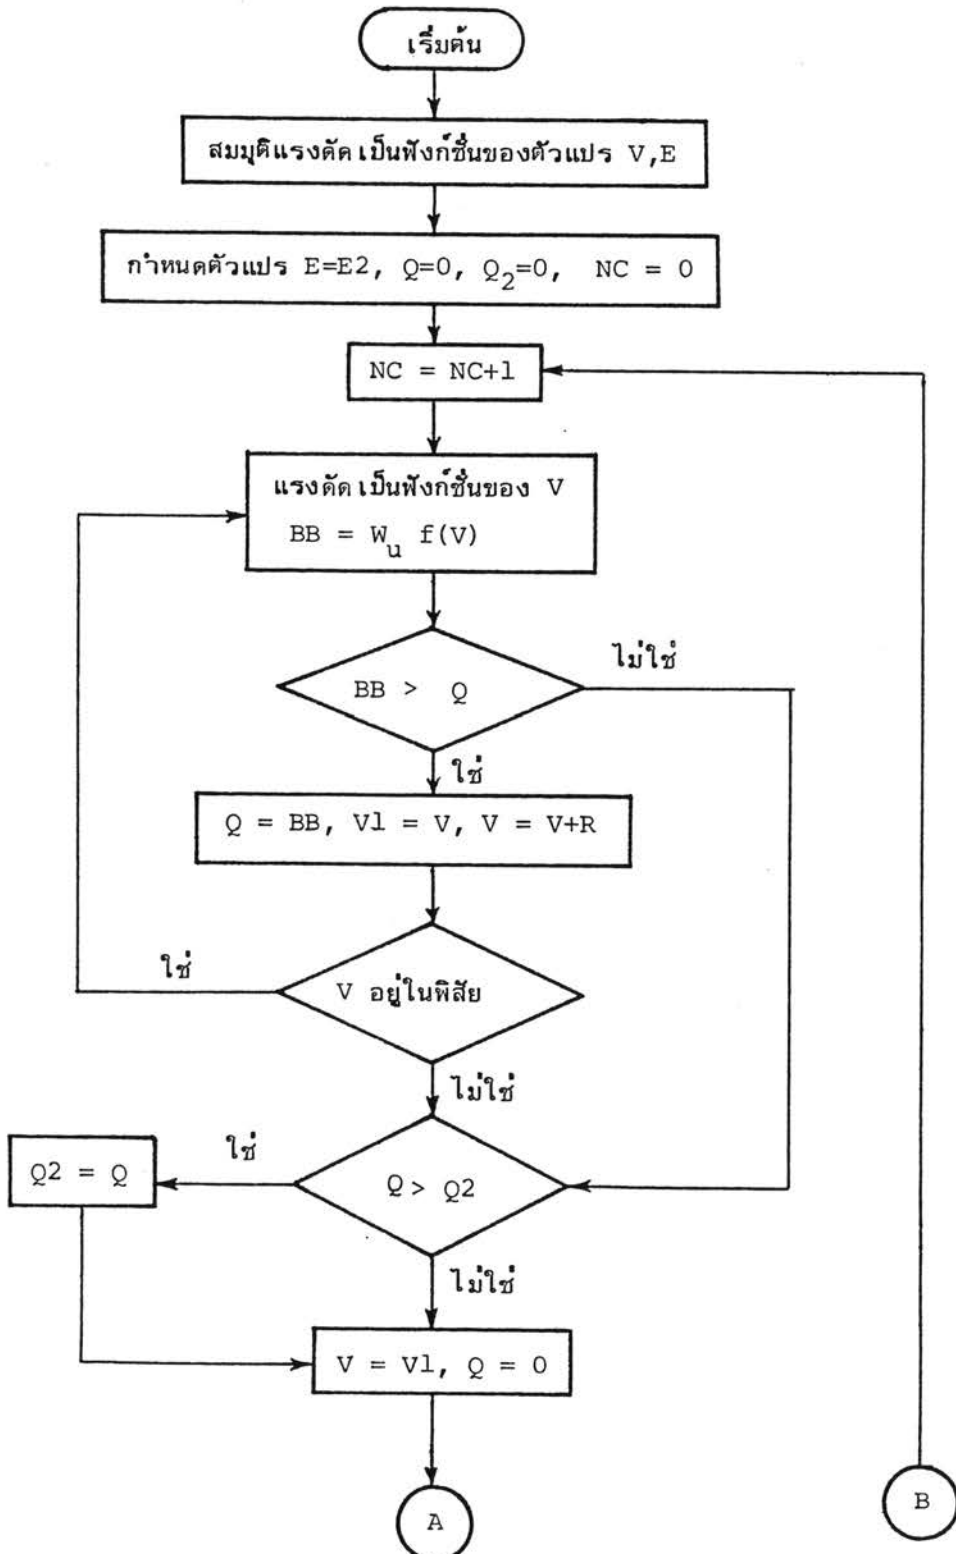 เริ่มต้น
สมมุติแรงดัด เป็นฟังก์ชั่นของตัวแปร V,E
กำหนดตัวแปร E=E2, Q=0, Q2=0, NC = 0
NC = NC+1
แรงดัด เป็นฟังก์ชั่นของ V
BB = Wu f(V)
ไม่ใช่
BB > Q
ใช่
Q = BB, V1 = V, V = V+R
ใช่
V อยู่ในพิสัย
ไม่ใช่
ใช่
Q2 = Q
Q > Q2
ไม่ใช่
V = V1, Q = 0
A
B